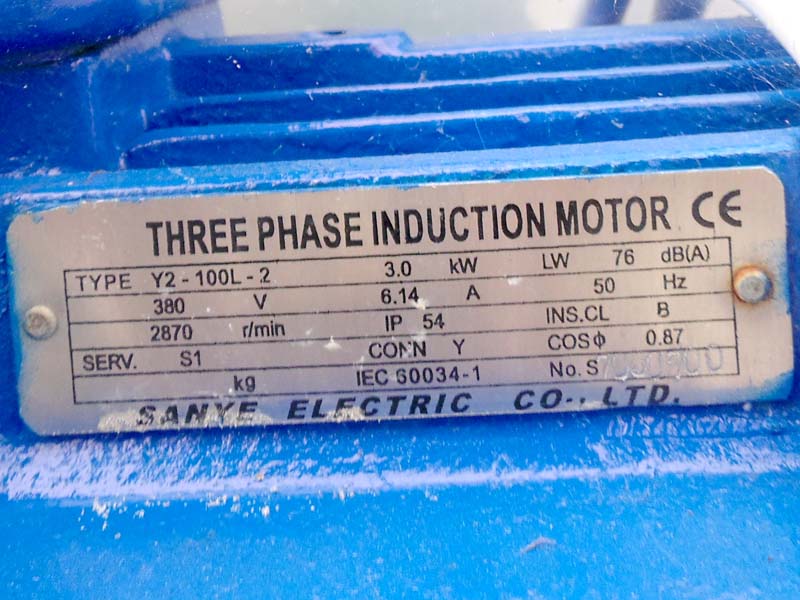 THREE PHASE INDUCTION MOTOR CE
TYPE Y2-100L-2 3.0 kW LW 76 dB(A)
380 V 6.14 A 50 Hz
2870 r/min IP 54 INS.CL B
SERV. S1 CONN Y COSΦ 0.87
kg IEC 60034-1 No.S
SANYE ELECTRIC CO., LTD.